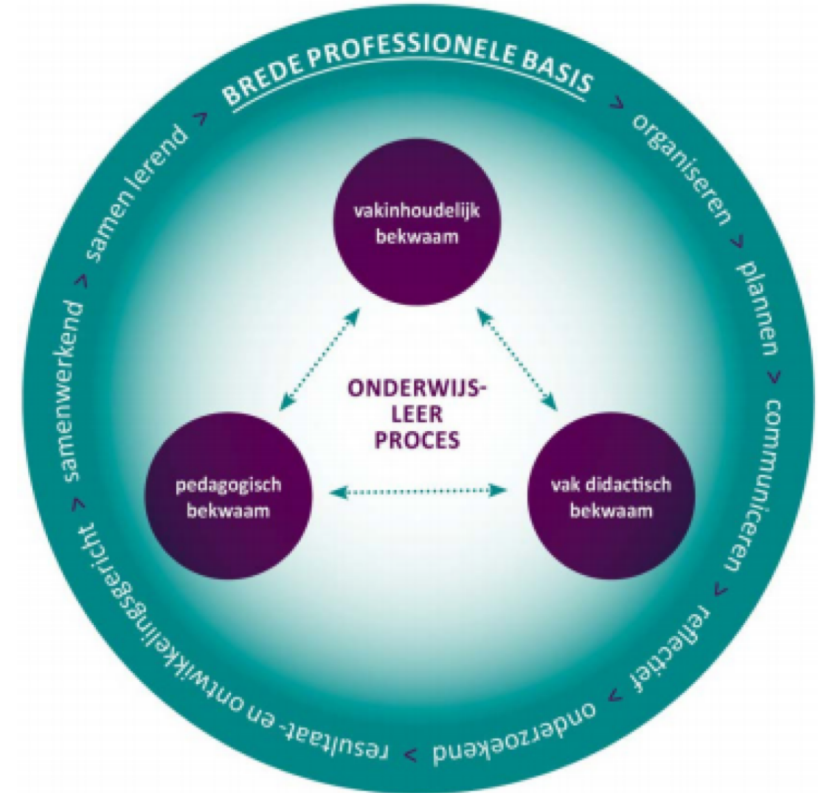 BREDE PROFESSIONELE BASIS > organiseren > plannen > communiceren > reflectief > onderzoekend > resultaat- en ontwikkelingsgericht > samenwerkend > samen lerend >
vakinhoudelijk
bekwaam
ONDERWIJS-
LEER
PROCES
pedagogisch
bekwaam
vak didactisch
bekwaam